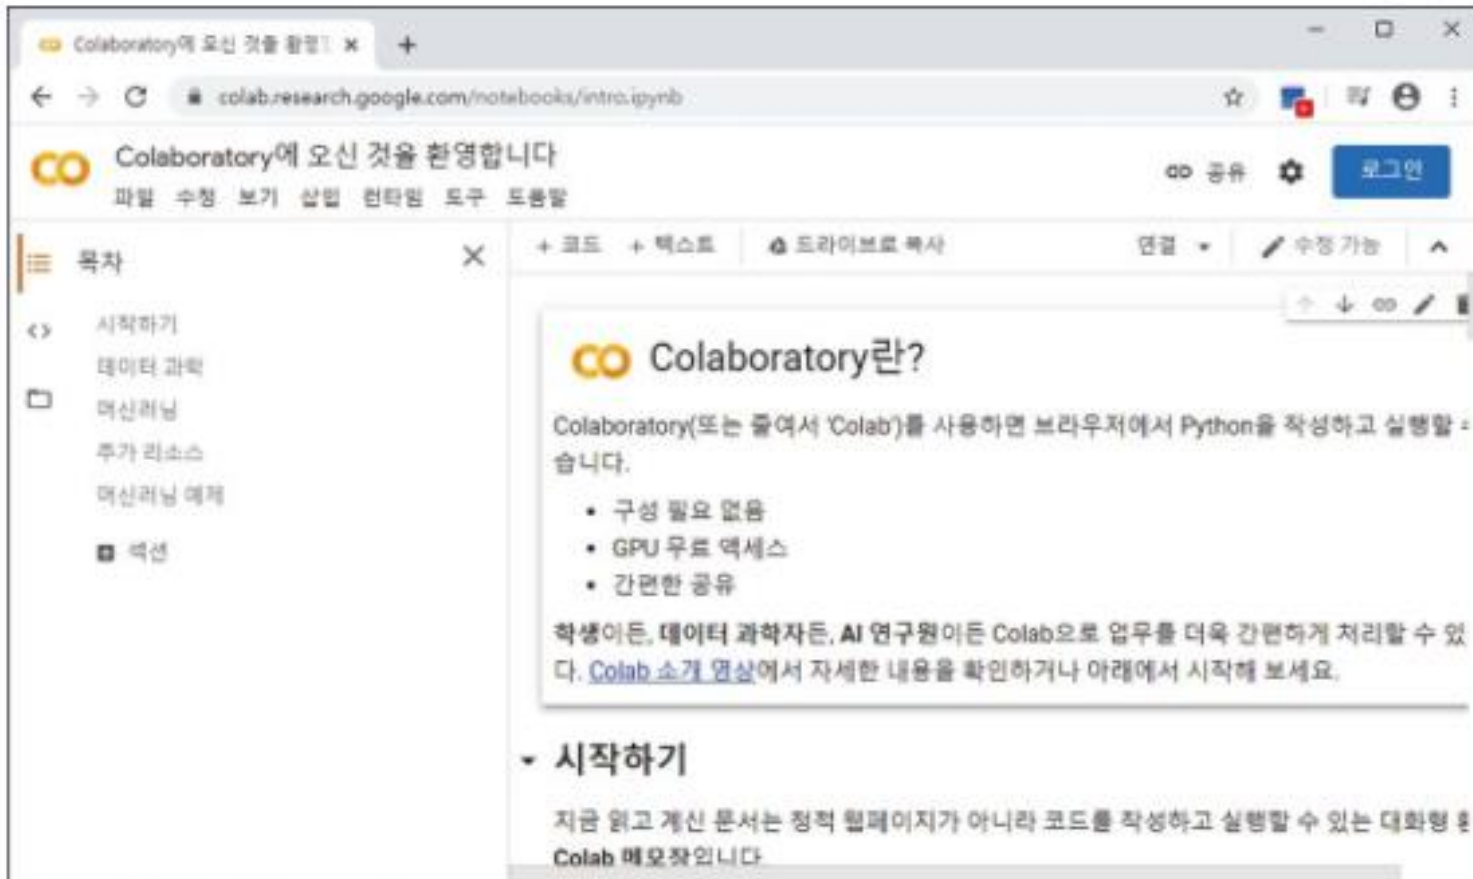 Colaboratory에 오신 것을 환영
colab.research.google.com/notebooks/intro.ipynb
CO Colaboratory에 오신 것을 환영합니다
공유
로그인
파일 수정 보기 삽입 런타임 도구 도움말
목차
+ 코드 + 텍스트 드라이브로 복사 연결 수정 가능
시작하기
데이터 과학
머신러닝
추가 리소스
머신러닝 예제
섹션
CO Colaboratory란?
Colaboratory(또는 줄여서 'Colab')를 사용하면 브라우저에서 Python을 작성하고 실행할
습니다.
• 구성 필요 없음
• GPU 무료 액세스
• 간편한 공유
학생이든, 데이터 과학자든, AI 연구원이든 Colab으로 업무를 더욱 간편하게 처리할 수 있
다. Colab 소개 영상에서 자세한 내용을 확인하거나 아래에서 시작해 보세요.
시작하기
지금 읽고 계신 문서는 정적 웹페이지가 아니라 코드를 작성하고 실행할 수 있는 대화형
Colab 메모장입니다